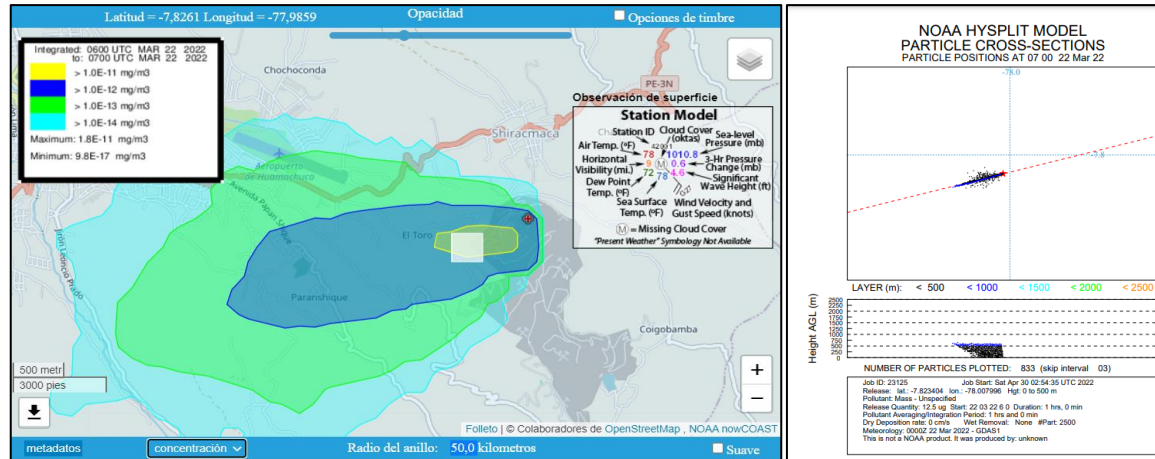 Latitud = -7,8261 Longitud = -77,9859
Opacidad
Opciones de timbre
Integrated: 0600 UTC MAR 22 2022
to: 0700 UTC MAR 22 2022
> 1.0E-11 mg/m3
> 1.0E-12 mg/m3
> 1.0E-13 mg/m3
> 1.0E-14 mg/m3
Maximum: 1.8E-11 mg/m3
Minimum: 9.8E-17 mg/m3
Chochoconda
PE-3N
Shiracmaca
Aeropuerto
de Huamachuco
El Toro
Paranshique
Coigobamba
Observación de superficie
Station Model
Station ID
Cloud Cover
(oktas)
Sea-level
Pressure (mb)
Air Temp. (ºF)
78
1010.8
Horizontal
Visibility (mi.)
9
M
0.6
3-Hr Pressure
Change (mb)
72
78
4.6
Dew Point
Temp. (ºF)
Significant
Wave Height (ft)
Sea Surface
Temp. (ºF)
Wind Velocity and
Gust Speed (knots)
M = Missing Cloud Cover
"Present Weather" Symbology Not Available
500 metr
3000 pies
+
−
Folleto | © Colaboradores de OpenStreetMap , NOAA nowCOAST
metadatos
concentración
Radio del anillo: 50,0 kilometros
Suave
NOAA HYSPLIT MODEL
PARTICLE CROSS-SECTIONS
PARTICLE POSITIONS AT 07 00 22 Mar 22
-78.0
-7.8
LAYER (m): < 500 < 1000 < 1500 < 2000 < 2500
Height AGL (m)
2500
2250
2000
1750
1500
1250
1000
750
500
250
0
NUMBER OF PARTICLES PLOTTED: 833 (skip interval 03)
Job ID: 23125 Job Start: Sat Apr 30 02:54:35 UTC 2022
Release: lat.: -7.823404 lon.: -78.007996 Hgt: 0 to 500 m
Pollutant: Mass - Unspecified
Release Quantity: 12.5 ug Start: 22 03 22 6 0 Duration: 1 hrs, 0 min
Pollutant Averaging/Integration Period: 1 hrs and 0 min
Dry Deposition rate: 0 cm/s Wet Removal: None #Part: 2500
Meteorology: 0000Z 22 Mar 2022 - GDAS1
This is not a NOAA product. It was produced by: unknown